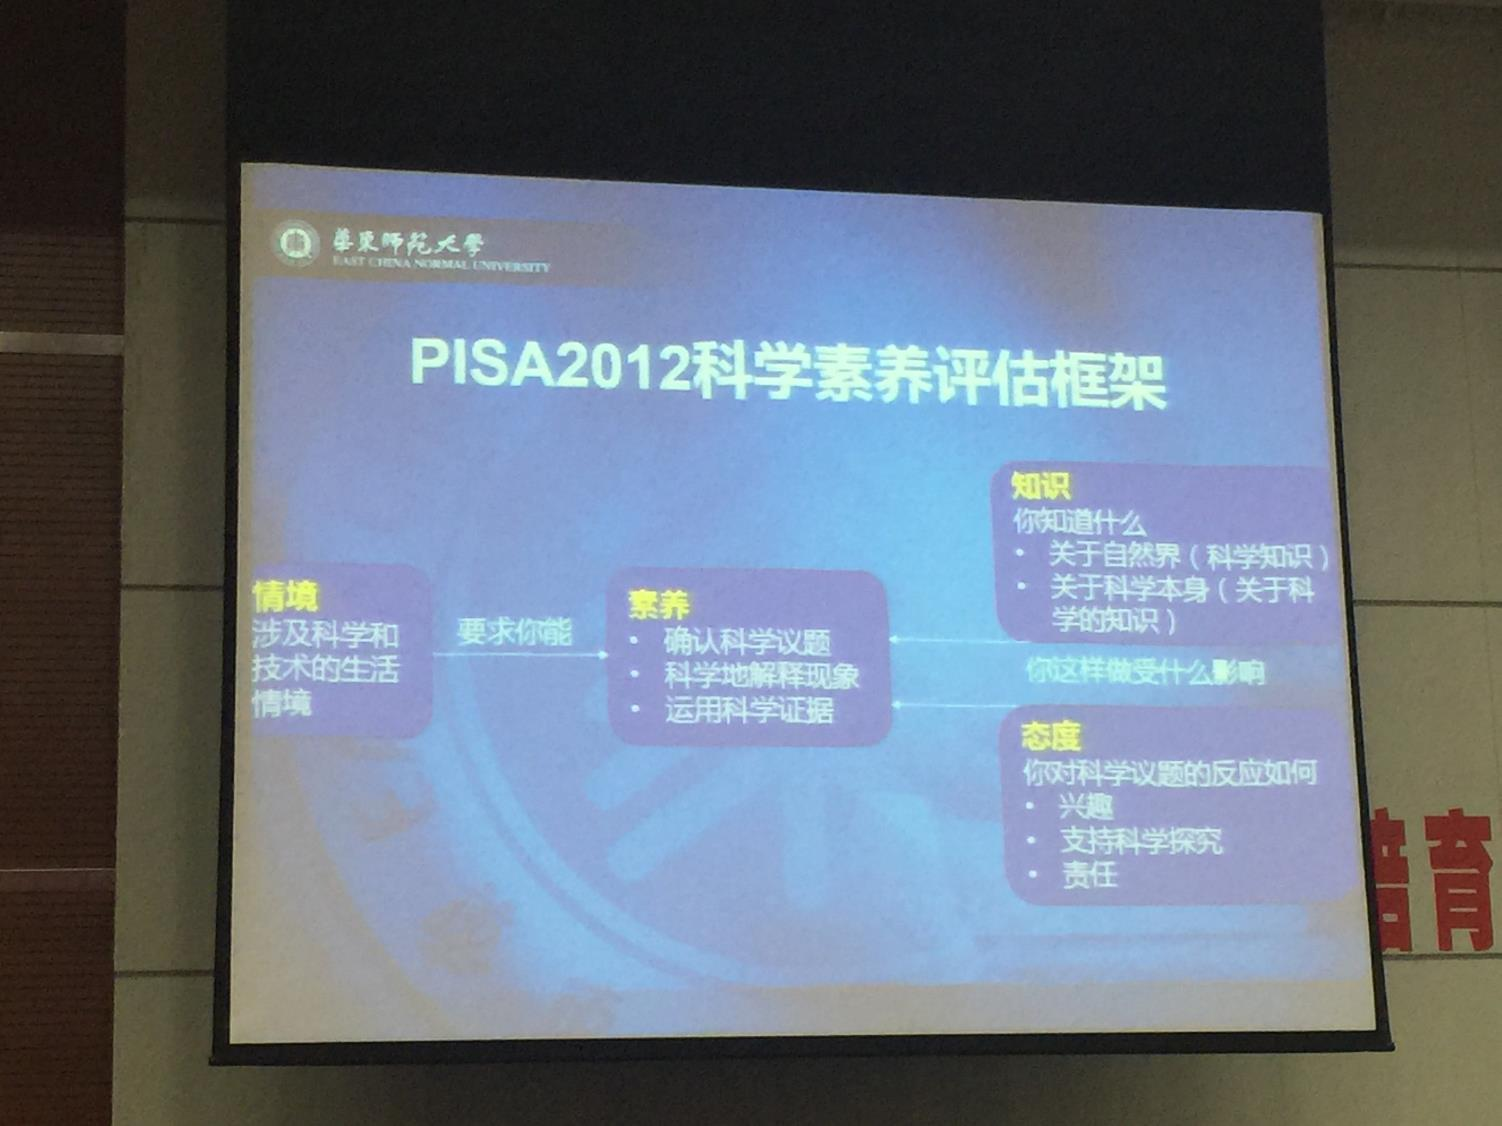 華東師範大學
EAST CHINA NORMAL UNIVERSITY
PISA2012科学素养评估框架
情境
涉及科学和
技术的生活
情境
要求你能
素养
• 确认科学议题
• 科学地解释现象
• 运用科学证据
知识
你知道什么
• 关于自然界（科学知识）
• 关于科学本身（关于科
学的知识）
你这样做受什么影响
态度
你对科学议题的反应如何
• 兴趣
• 支持科学探究
• 责任
育